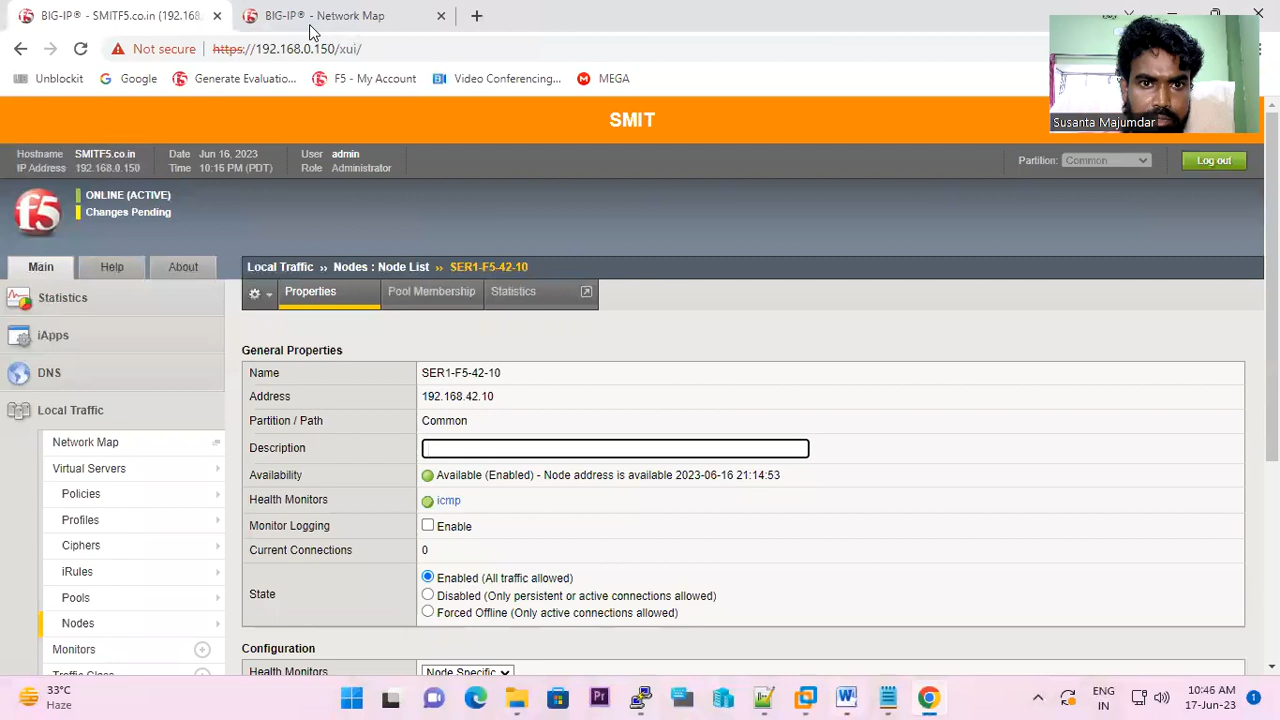 BIG-IP® - SMITF5.co.in (192.168.
BIG-IP® - Network Map
Not secure
https://192.168.0.150/xui/
Unblockit
Google
Generate Evaluatio...
F5 - My Account
Video Conferencing...
MEGA
Susanta Majumdar
SMIT
Hostname SMITF5.co.in Date Jun 16, 2023 User admin
IP Address 192.168.0.150 Time 10:16 PM (PDT) Role Administrator
Partition: Common
Log out
f5
ONLINE (ACTIVE)
Changes Pending
Main Help About
Local Traffic ›› Nodes : Node List ›› SER1-F5-42-10
Properties Pool Membership Statistics
Statistics
iApps
DNS
Local Traffic
Network Map
Virtual Servers
Policies
Profiles
Ciphers
iRules
Pools
Nodes
Monitors
Traffic Class
General Properties
Name SER1-F5-42-10
Address 192.168.42.10
Partition / Path Common
Description
Availability Available (Enabled) - Node address is available 2023-06-16 21:14:53
Health Monitors icmp
Monitor Logging Enable
Current Connections 0
State
Enabled (All traffic allowed)
Disabled (Only persistent or active connections allowed)
Forced Offline (Only active connections allowed)
Configuration
Health Monitors Node Specific
33°C
Haze
ENG
IN
10:46 AM
17-Jun-23